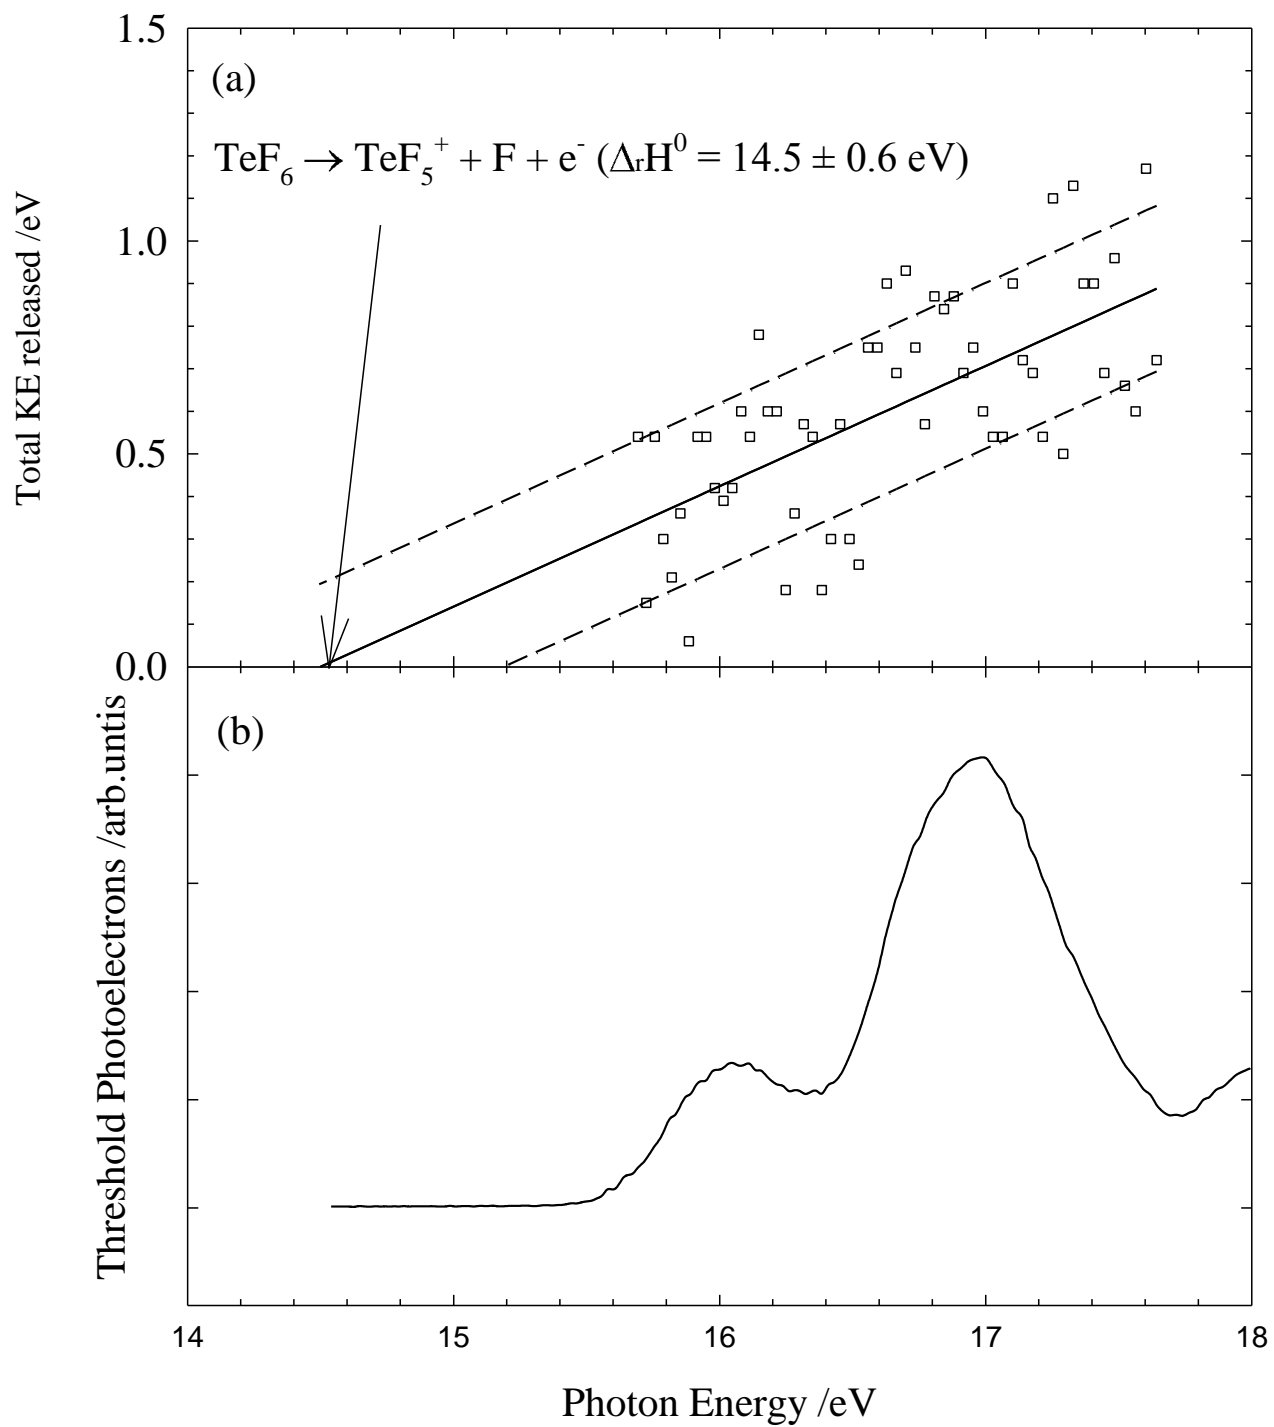 1.5
(a)
TeF₆ → TeF₅⁺ + F + e⁻ (ΔᵣH⁰ = 14.5 ± 0.6 eV)
1.0
Total KE released /eV
0.5
0.0
(b)
Threshold Photoelectrons /arb.untis
14 15 16 17 18
Photon Energy /eV